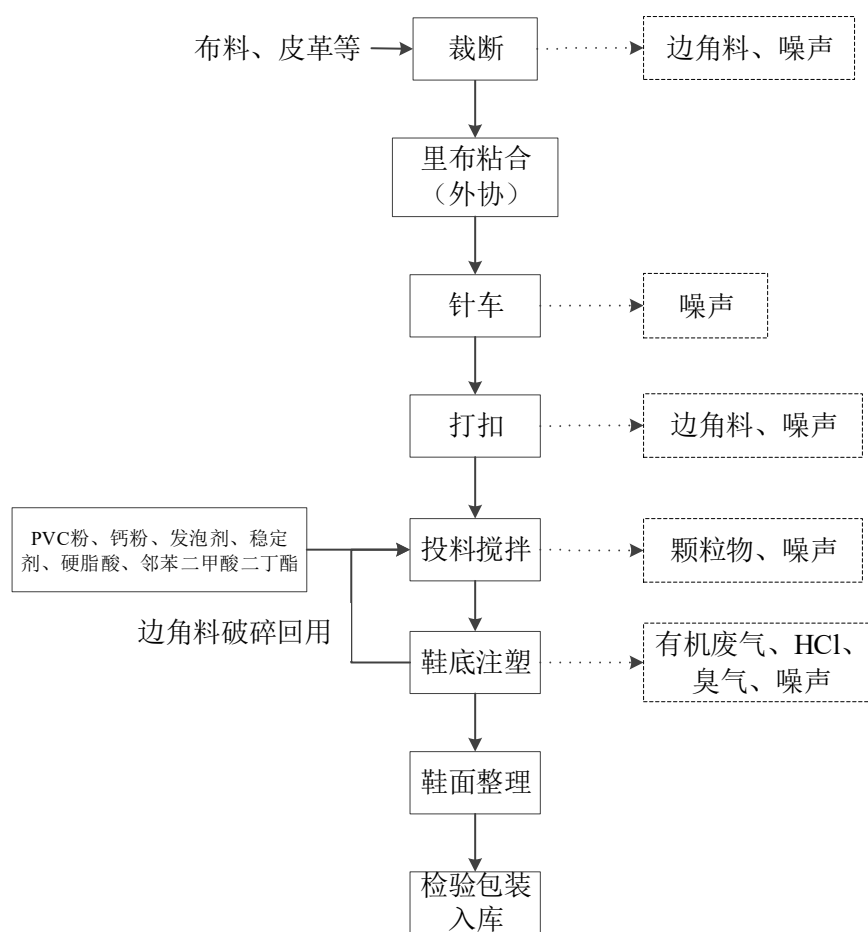 布料、皮革等
裁断
边角料、噪声
里布粘合
（外协）
针车
噪声
打扣
边角料、噪声
PVC粉、钙粉、发泡剂、稳定
剂、硬脂酸、邻苯二甲酸二丁酯
投料搅拌
颗粒物、噪声
边角料破碎回用
鞋底注塑
有机废气、HCl、
臭气、噪声
鞋面整理
检验包装
入库